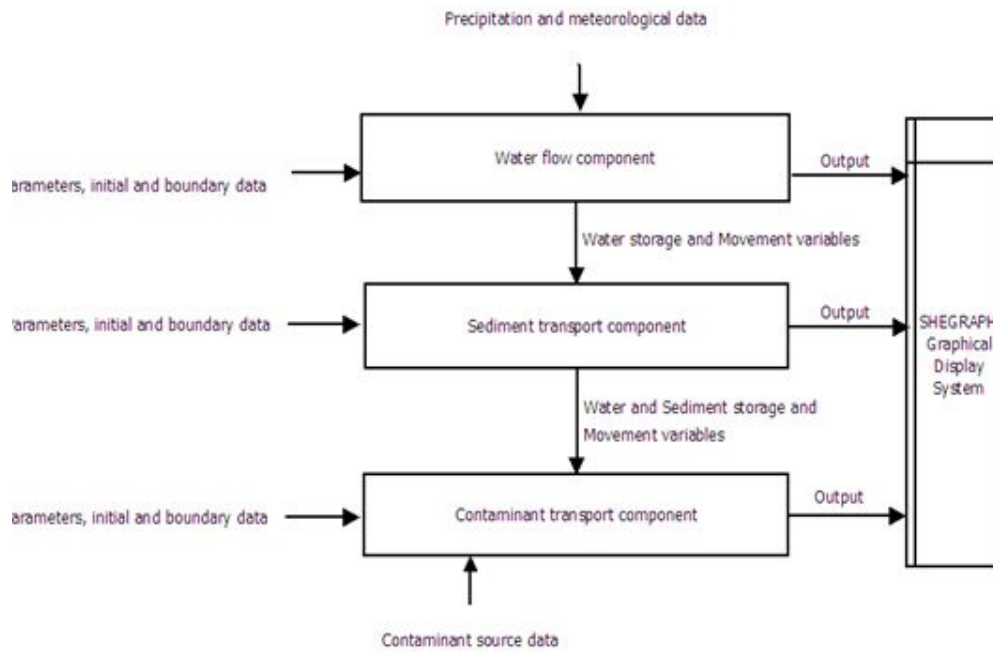 Precipitation and meteorological data
Water flow component
Output
arameters, initial and boundary data
Water storage and Movement variables
Sediment transport component
Output
arameters, initial and boundary data
SHEGRAPH
Graphical
Display
System
Water and Sediment storage and
Movement variables
Contaminant transport component
Output
arameters, initial and boundary data
Contaminant source data